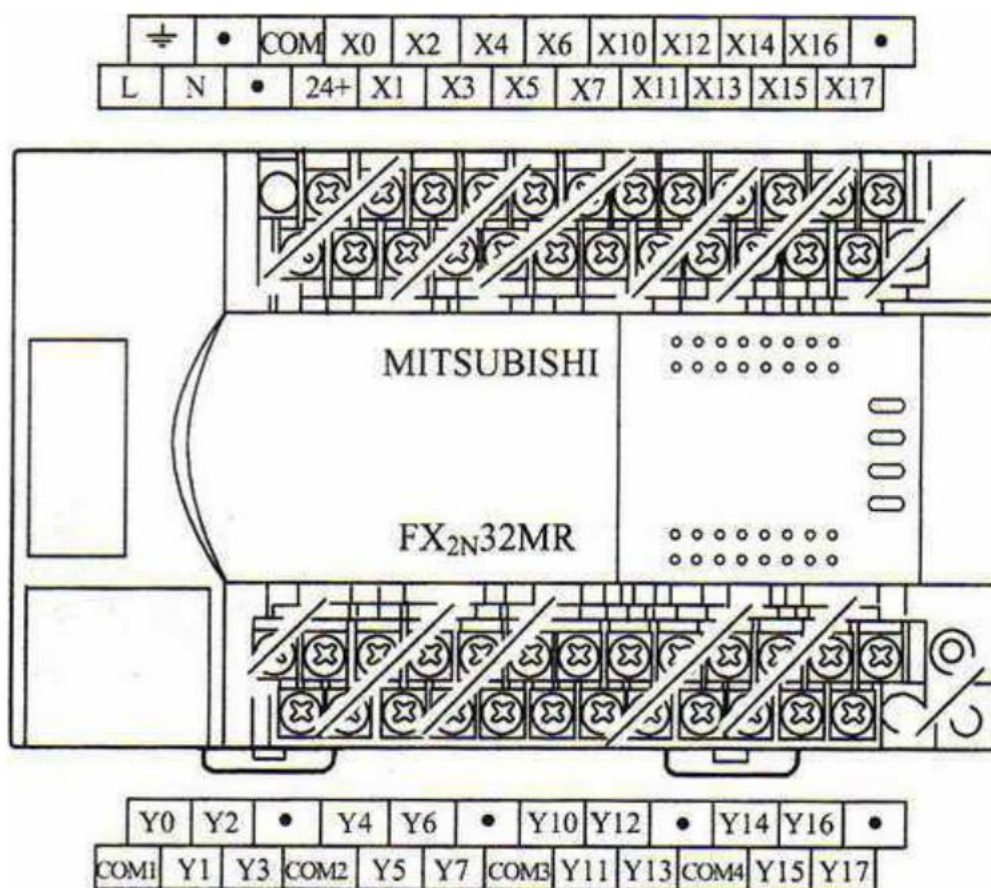 ⏚ • COM X0 X2 X4 X6 X10 X12 X14 X16 •
L N • 24+ X1 X3 X5 X7 X11 X13 X15 X17
MITSUBISHI
FX2N32MR
Y0 Y2 • Y4 Y6 • Y10 Y12 • Y14 Y16 •
COM1 Y1 Y3 COM2 Y5 Y7 COM3 Y11 Y13 COM4 Y15 Y17